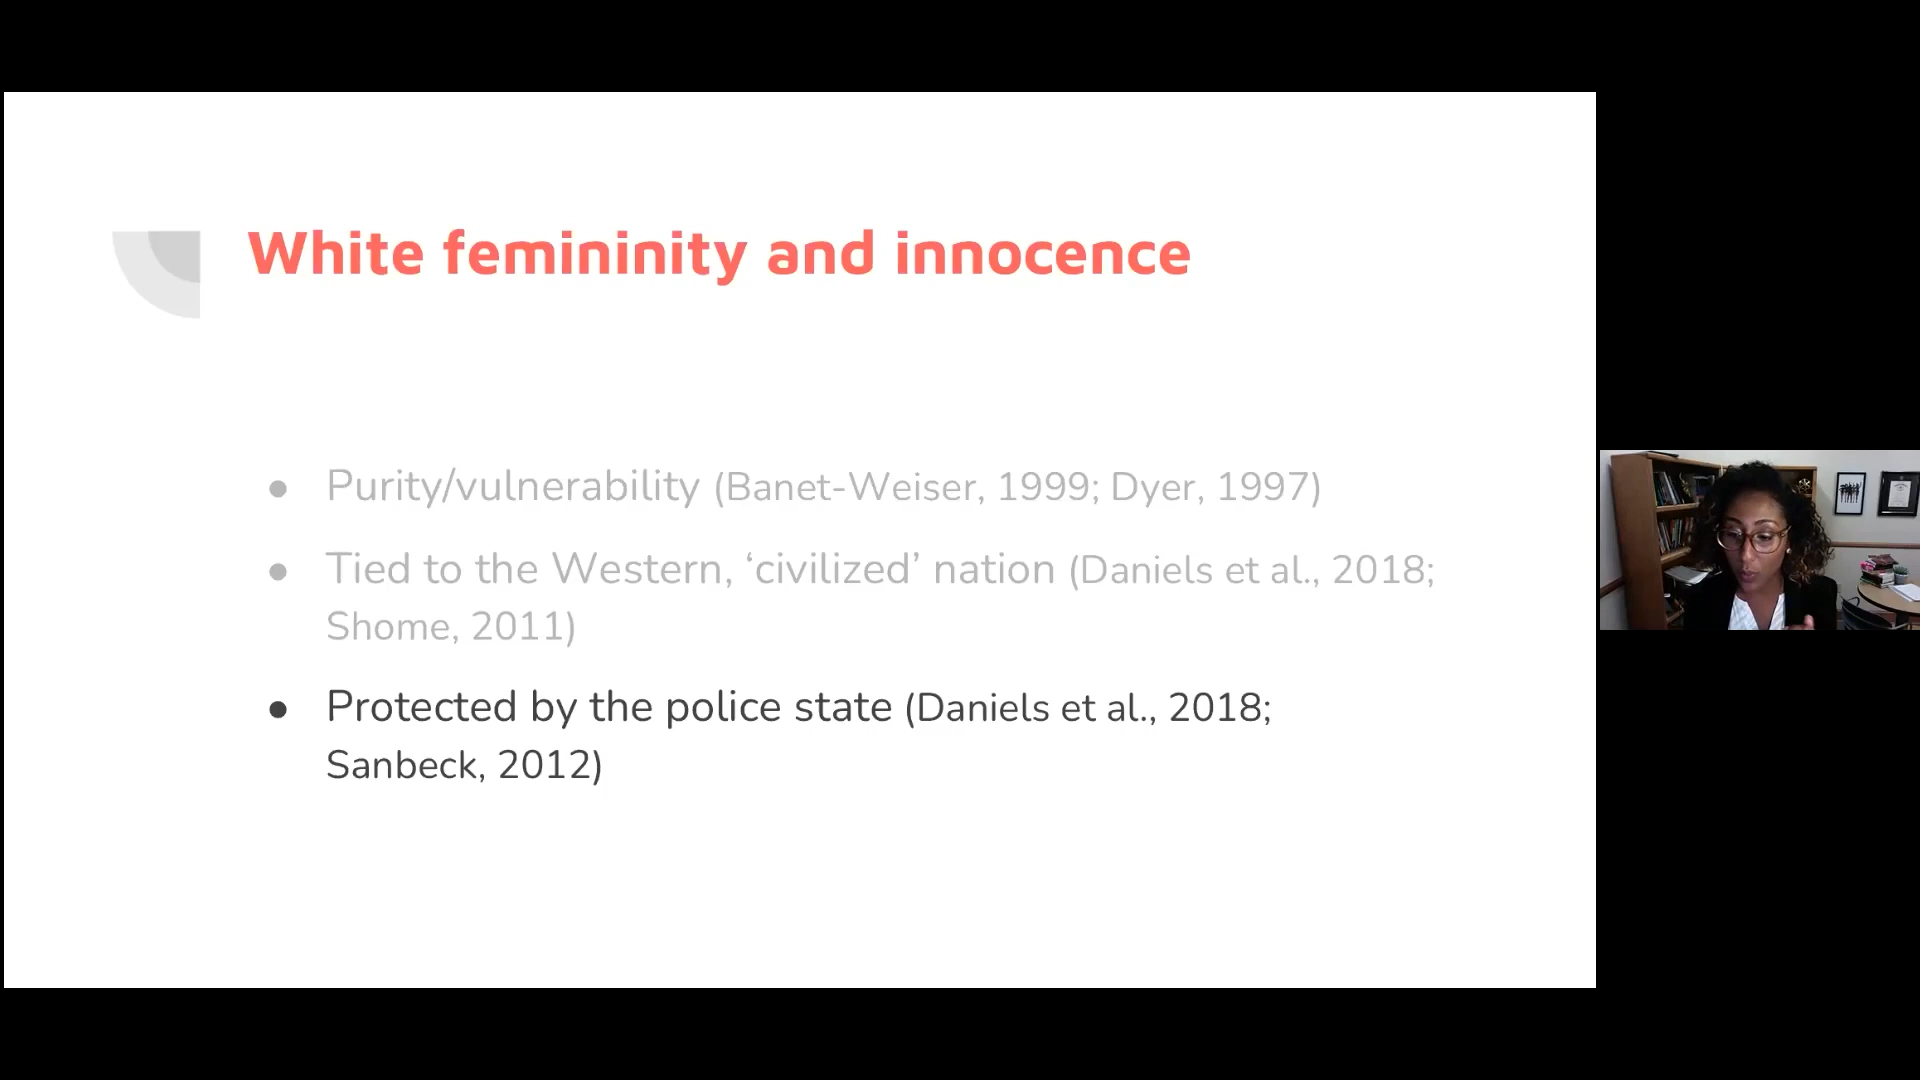 White femininity and innocence
● Purity/vulnerability (Banet-Weiser, 1999; Dyer, 1997)
● Tied to the Western, ‘civilized’ nation (Daniels et al., 2018;
Shome, 2011)
● Protected by the police state (Daniels et al., 2018;
Sanbeck, 2012)